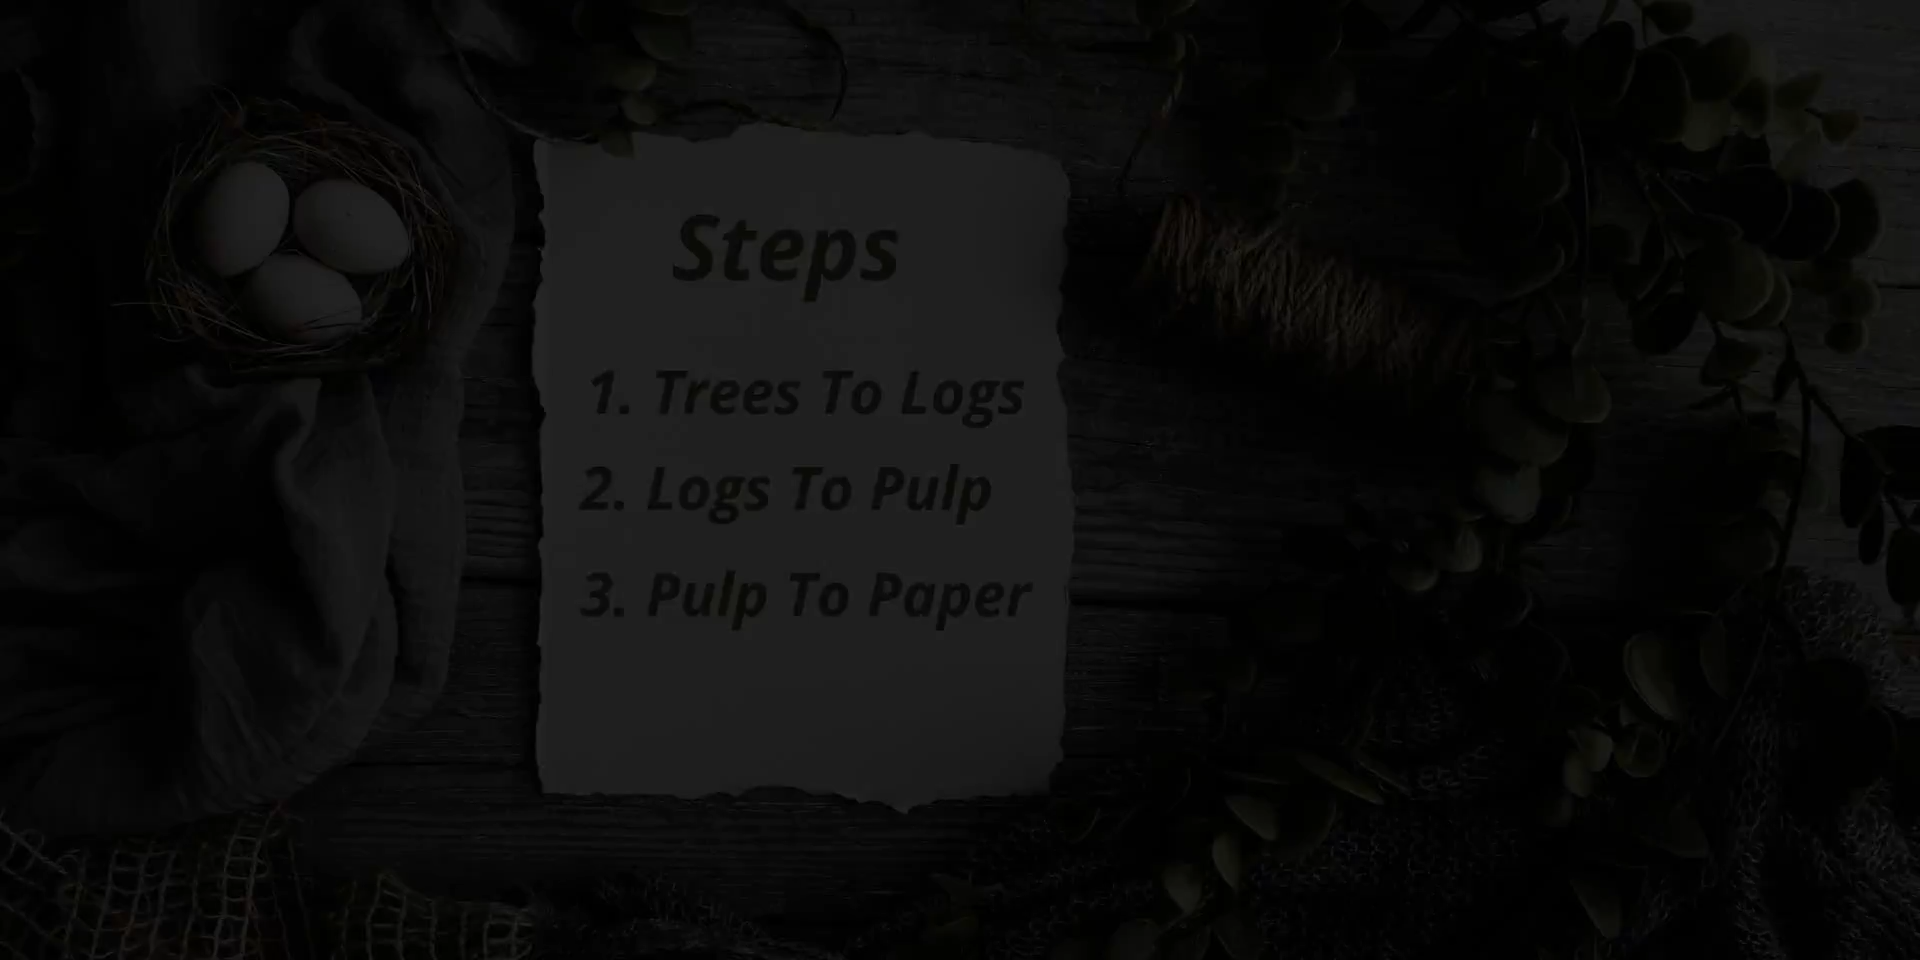 Steps
1. Trees To Logs
2. Logs To Pulp
3. Pulp To Paper